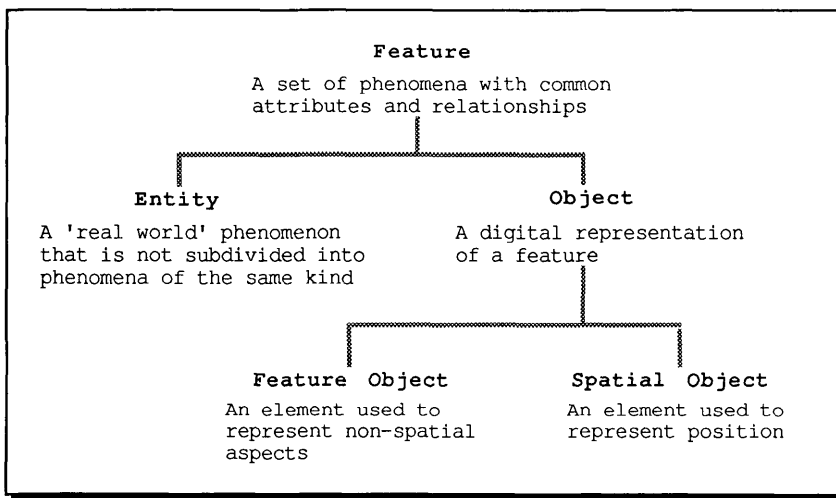 Feature
A set of phenomena with common
attributes and relationships
Entity
A 'real world' phenomenon
that is not subdivided into
phenomena of the same kind
Object
A digital representation
of a feature
Feature Object
An element used to
represent non-spatial
aspects
Spatial Object
An element used to
represent position